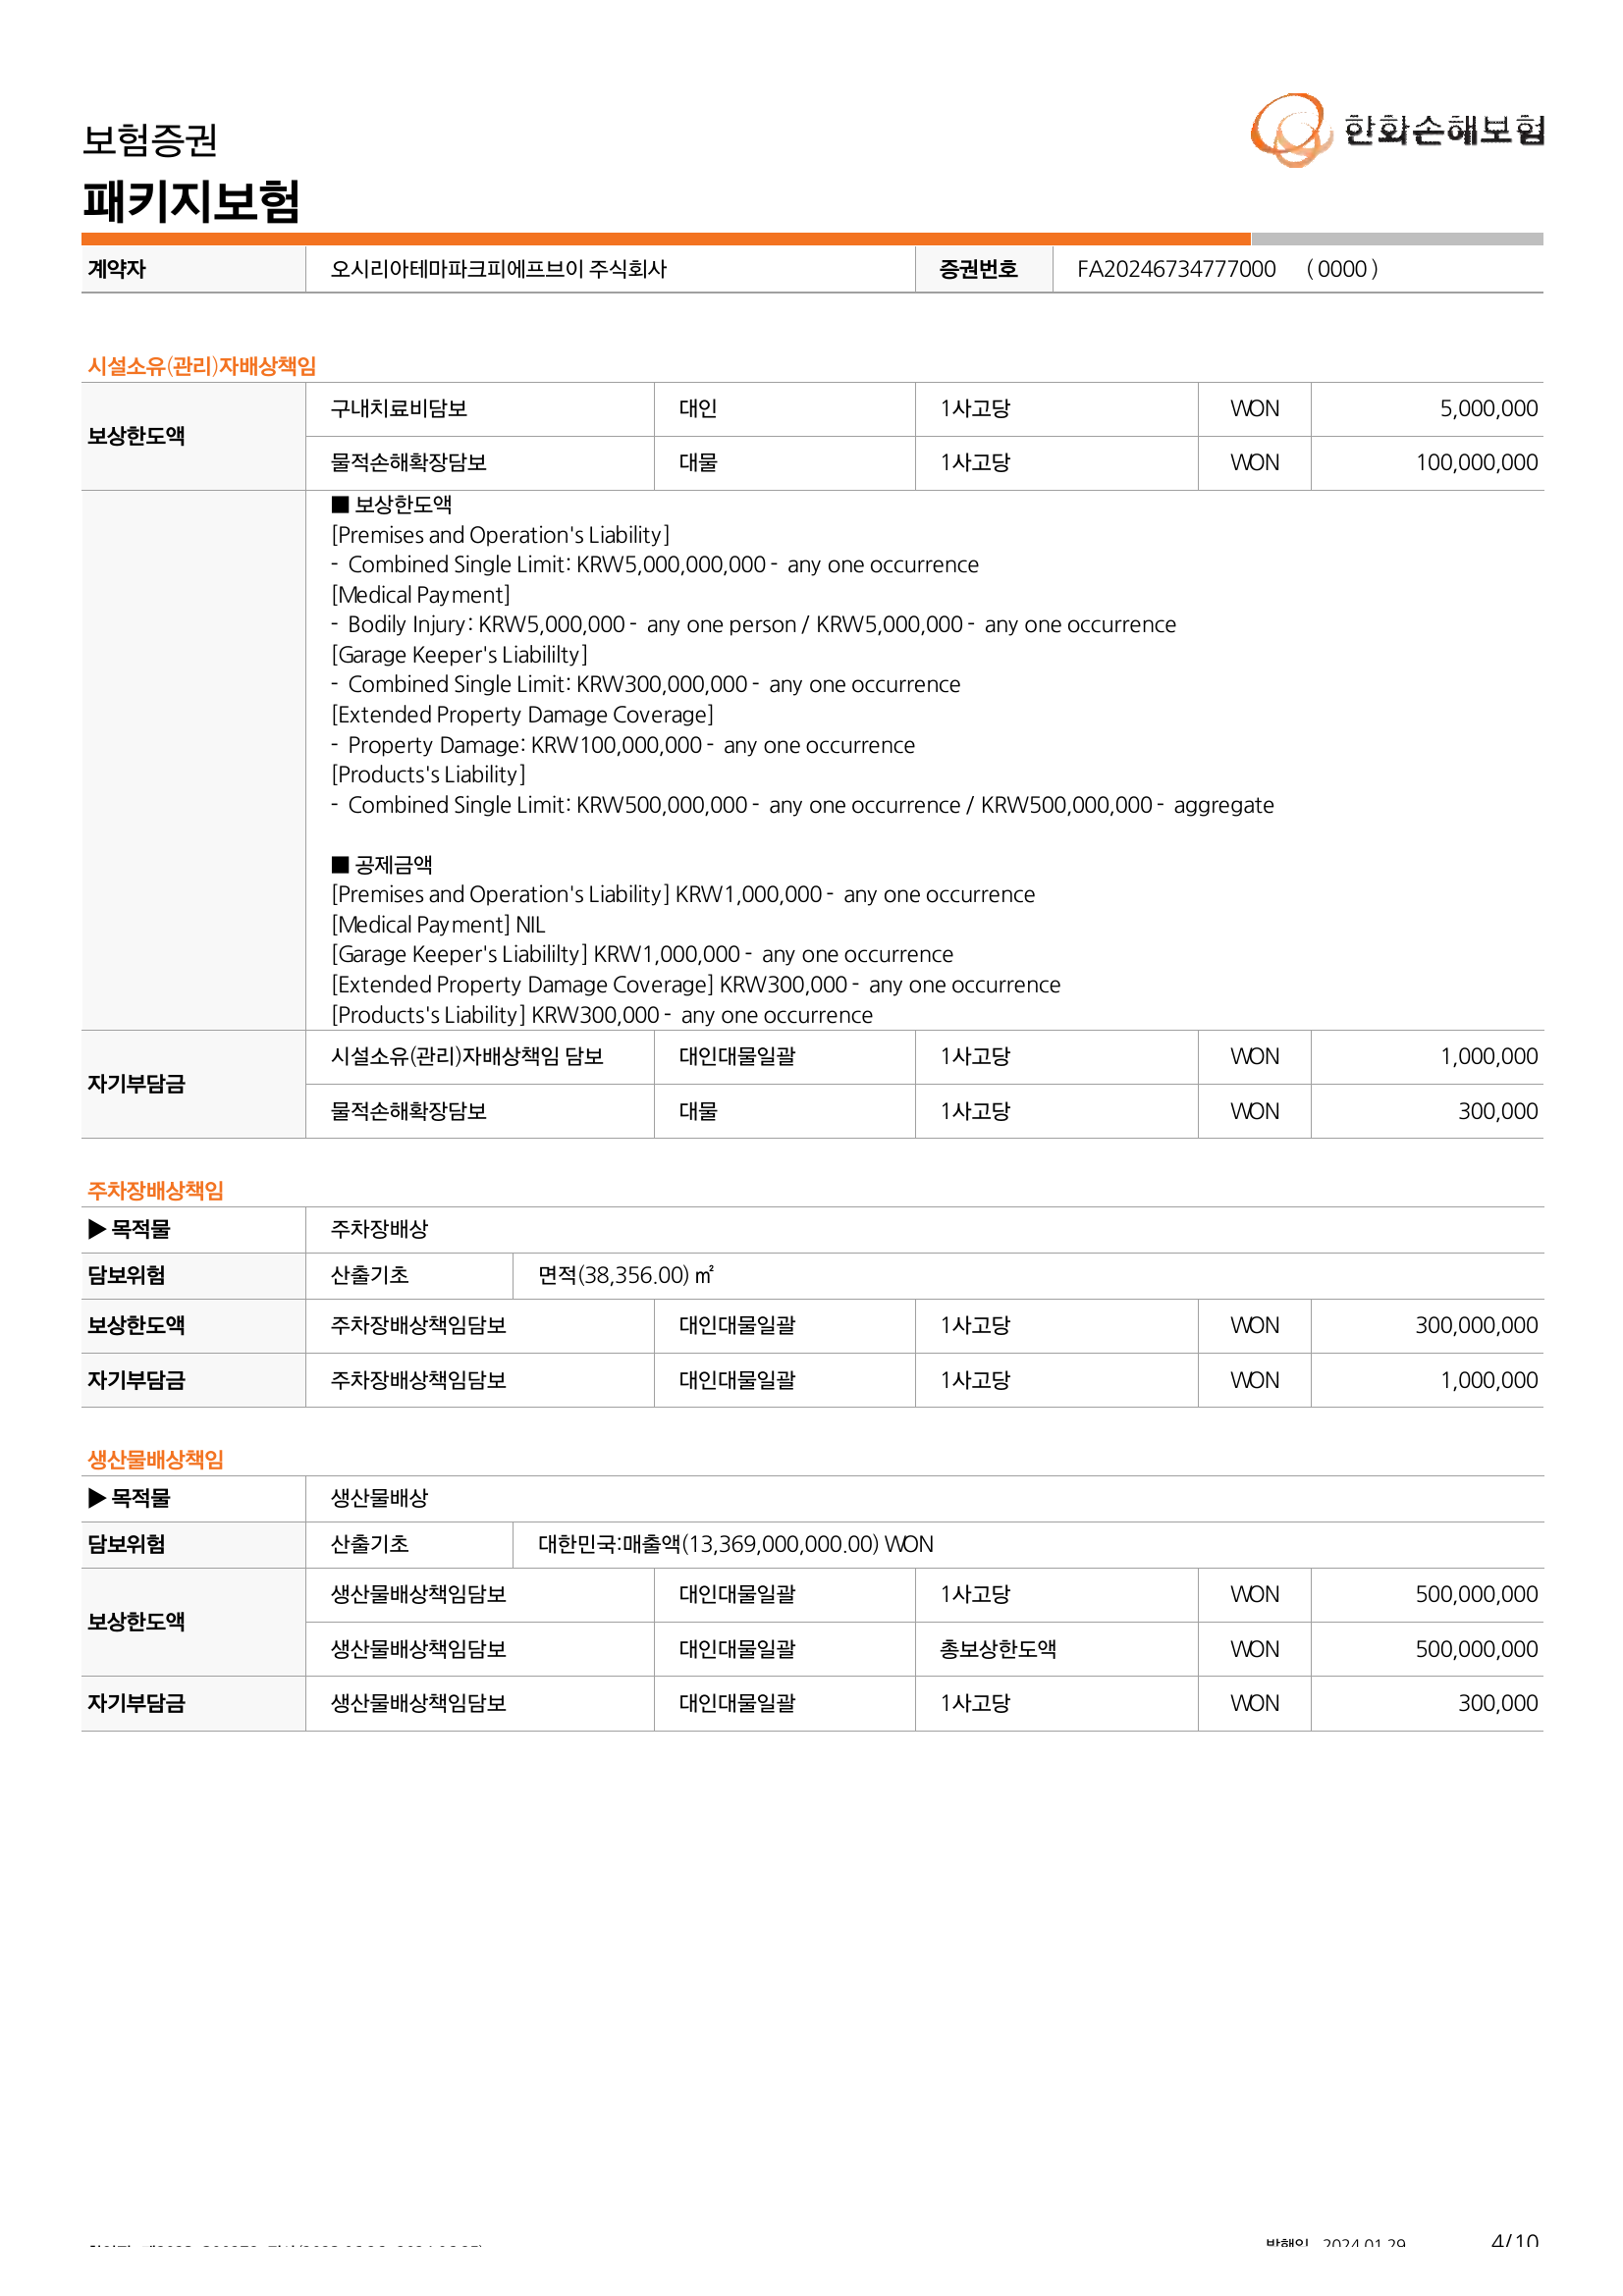 보험증권
한화손해보험
패키지보험
계약자 오시리아테마파크피에프브이 주식회사 증권번호 FA20246734777000 ( 0000 )
시설소유(관리)자배상책임
보상한도액
구내치료비담보 대인 1사고당 WON 5,000,000
물적손해확장담보 대물 1사고당 WON 100,000,000
■ 보상한도액
[Premises and Operation's Liability]
- Combined Single Limit: KRW5,000,000,000 - any one occurrence
[Medical Payment]
- Bodily Injury: KRW5,000,000 - any one person / KRW5,000,000 - any one occurrence
[Garage Keeper's Liabililty]
- Combined Single Limit: KRW300,000,000 - any one occurrence
[Extended Property Damage Coverage]
- Property Damage: KRW100,000,000 - any one occurrence
[Products's Liability]
- Combined Single Limit: KRW500,000,000 - any one occurrence / KRW500,000,000 - aggregate
■ 공제금액
[Premises and Operation's Liability] KRW1,000,000 - any one occurrence
[Medical Payment] NIL
[Garage Keeper's Liabililty] KRW1,000,000 - any one occurrence
[Extended Property Damage Coverage] KRW300,000 - any one occurrence
[Products's Liability] KRW300,000 - any one occurrence
자기부담금
시설소유(관리)자배상책임 담보 대인대물일괄 1사고당 WON 1,000,000
물적손해확장담보 대물 1사고당 WON 300,000
주차장배상책임
▶ 목적물 주차장배상
담보위험 산출기초 면적(38,356.00) ㎡
보상한도액 주차장배상책임담보 대인대물일괄 1사고당 WON 300,000,000
자기부담금 주차장배상책임담보 대인대물일괄 1사고당 WON 1,000,000
생산물배상책임
▶ 목적물 생산물배상
담보위험 산출기초 대한민국:매출액(13,369,000,000.00) WON
보상한도액
생산물배상책임담보 대인대물일괄 1사고당 WON 500,000,000
생산물배상책임담보 대인대물일괄 총보상한도액 WON 500,000,000
자기부담금 생산물배상책임담보 대인대물일괄 1사고당 WON 300,000
발행일 2024.01.29 4/10